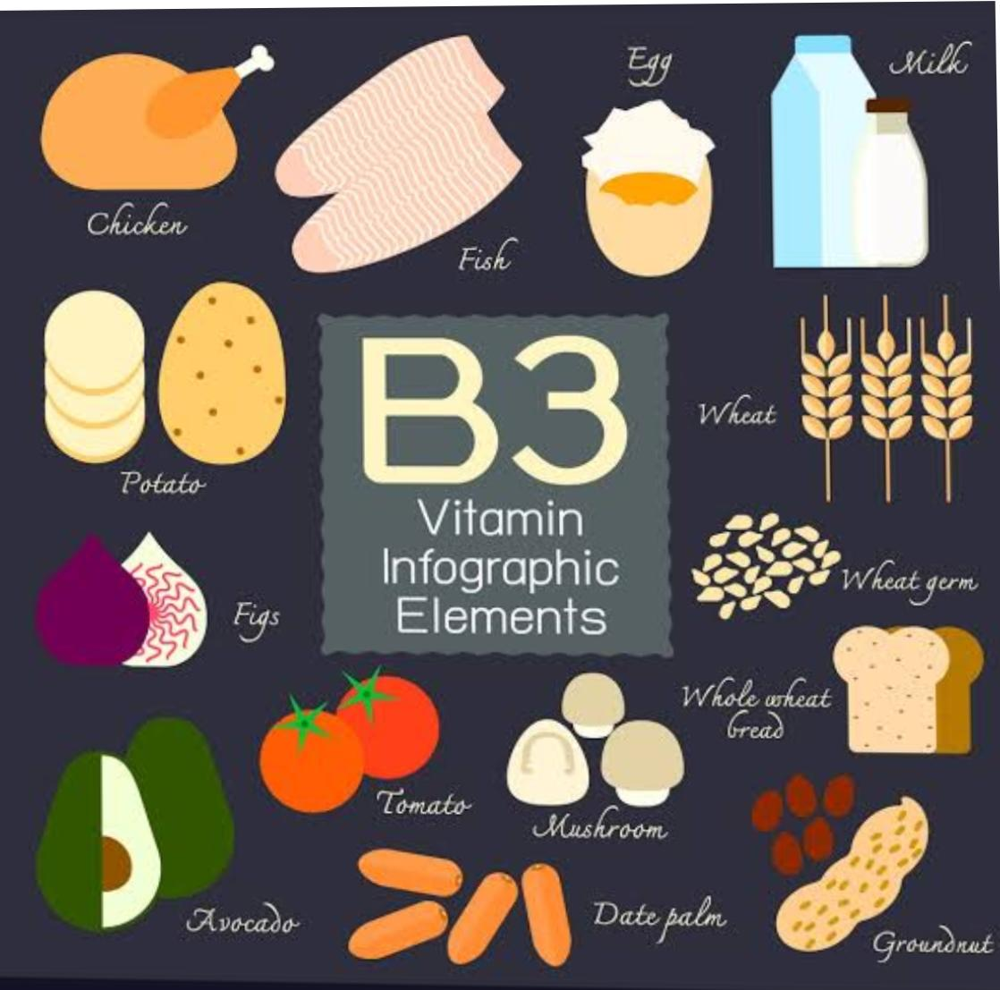 Egg
Milk
Chicken
Fish
B3
Vitamin
Infographic
Elements
Wheat
Potato
Wheat germ
Figs
Whole wheat
bread
Tomato
Mushroom
Avocado
Date palm
Groundnut